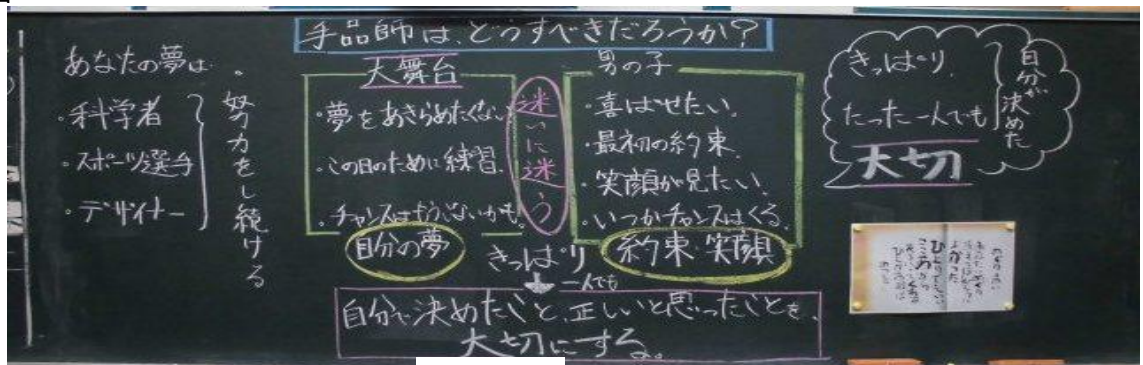 あなたの夢は
・科学者
・スポーツ選手
・デザイナー
・努力をし続ける
手品師は、どうすべきだろうか?
大舞台
・夢をあきらめたくない
・この日のために練習
・チャンスはもうこないかも
自分の夢
迷いに迷う
男の子
・喜ばせたい。
・最初の約束
・笑顔が見たい。
・いつかチャンスはくる。
約束・笑顔
きっぱり
一人でも
自分で決めたこと、正しいと思ったことを、
大切にする。
きっぱり
たった一人でも
自分が決めた
大切